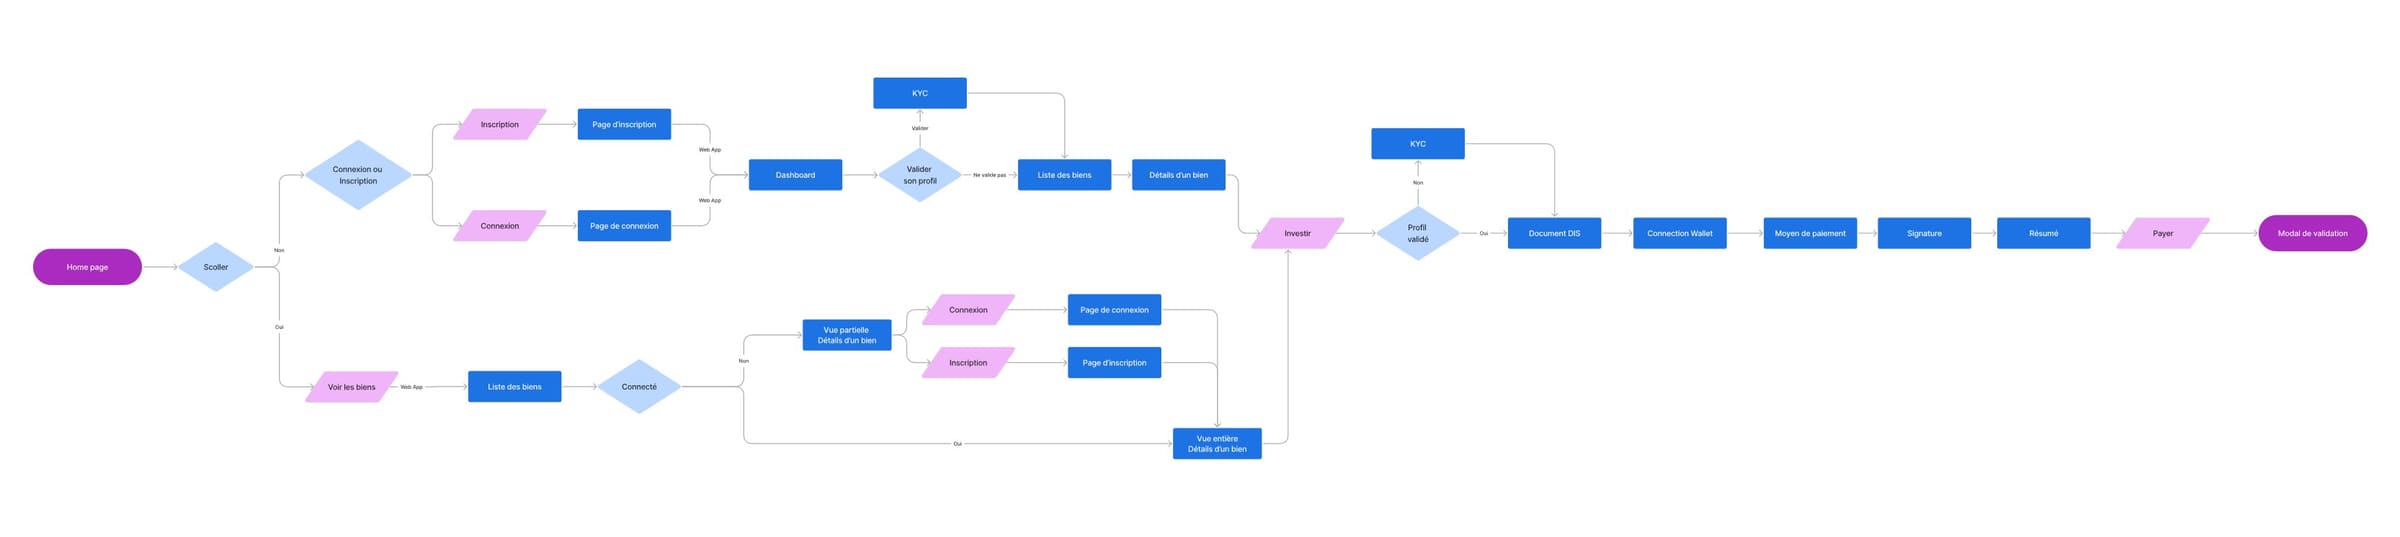 Home page
Scoller
Non
Oui
Connexion ou
Inscription
Inscription
Page d'inscription
Web App
Connexion
Page de connexion
Web App
Dashboard
Valider
son profil
Valider
KYC
Ne valide pas
Liste des biens
Détails d'un bien
Voir les biens
Web App
Liste des biens
Connecté
Non
Oui
Vue partielle
Détails d'un bien
Connexion
Page de connexion
Inscription
Page d'inscription
Vue entière
Détails d'un bien
Investir
Profil
validé
Non
KYC
Oui
Document DIS
Connection Wallet
Moyen de paiement
Signature
Résumé
Payer
Modal de validation